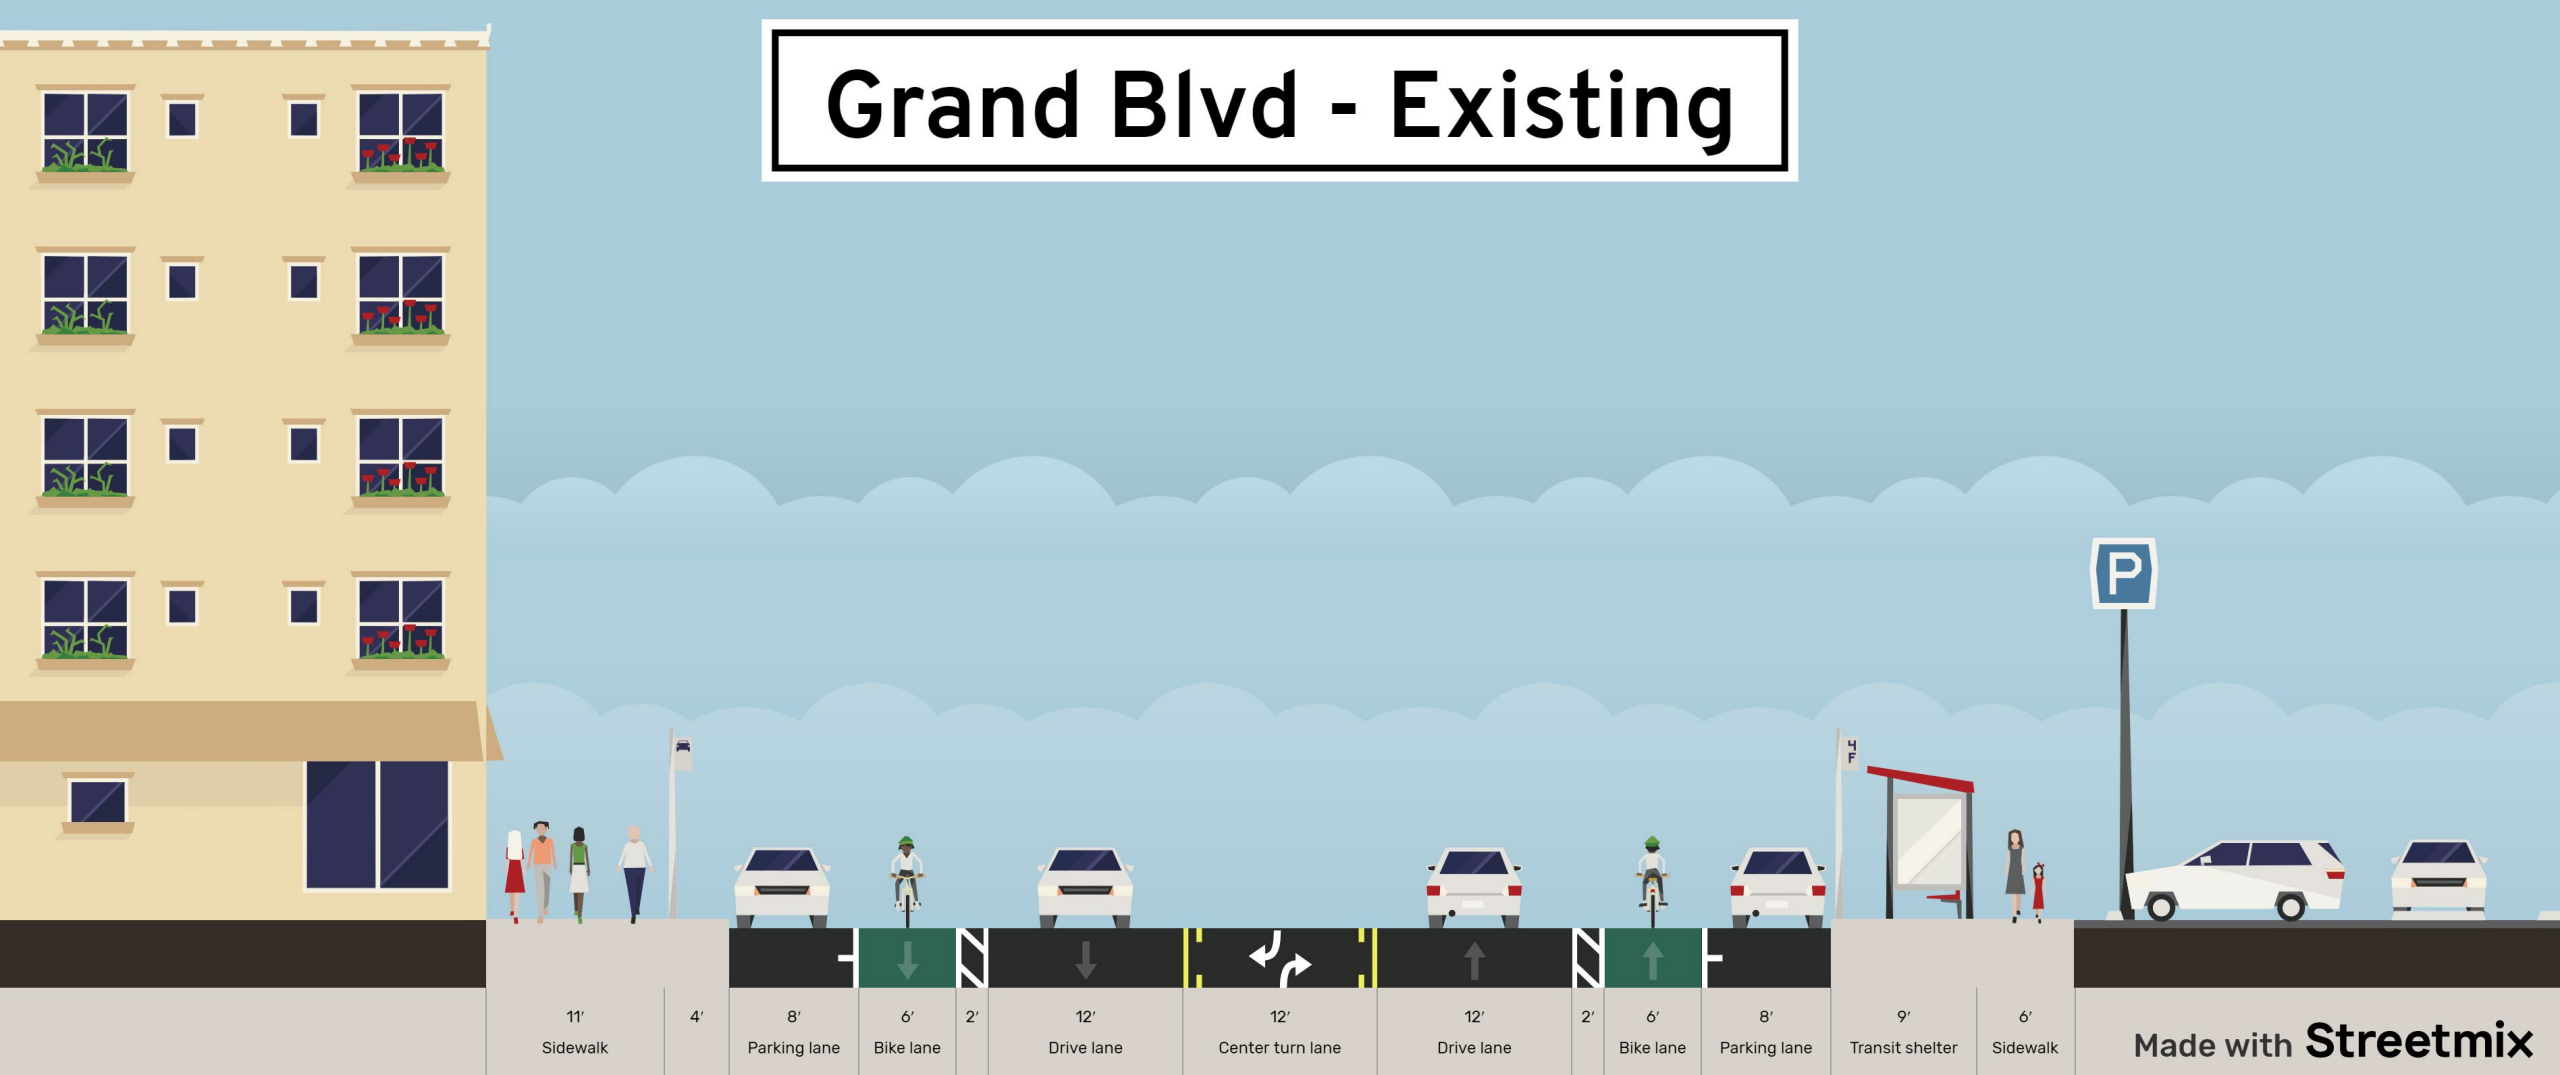 Grand Blvd - Existing
P
4
F
11′ 4′ 8′ 6′ 2′ 12′ 12′ 12′ 2′ 6′ 8′ 9′ 6′
Sidewalk Parking lane Bike lane Drive lane Center turn lane Drive lane Bike lane Parking lane Transit shelter Sidewalk
Made with Streetmix